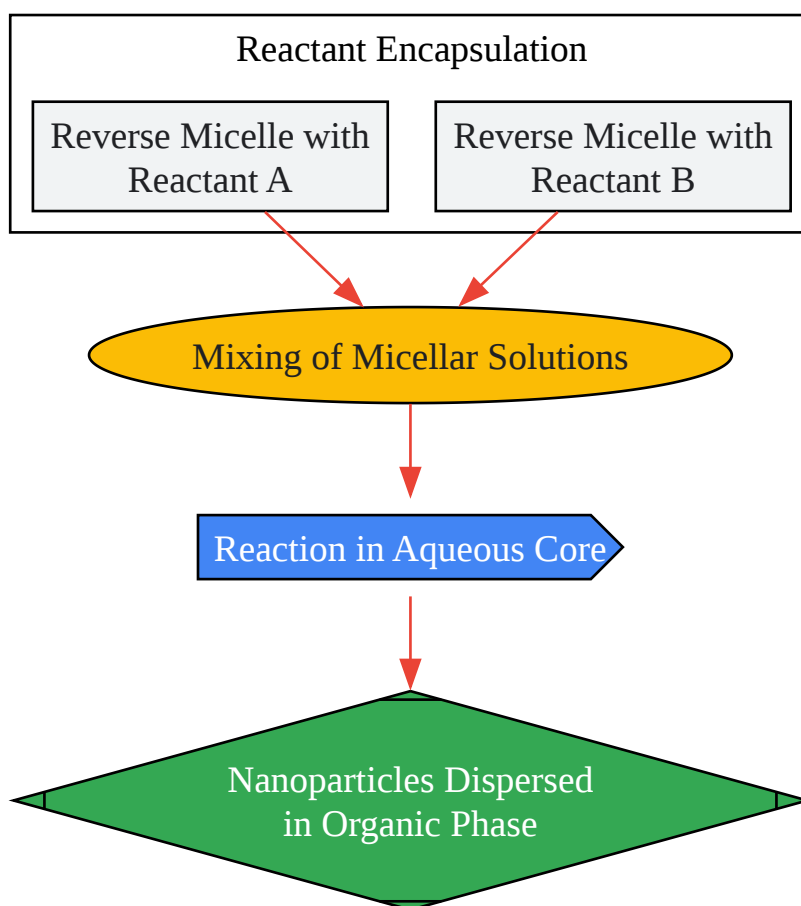 Reactant Encapsulation
Reverse Micelle with
Reactant A
Reverse Micelle with
Reactant B
Mixing of Micellar Solutions
Reaction in Aqueous Core
Nanoparticles Dispersed
in Organic Phase